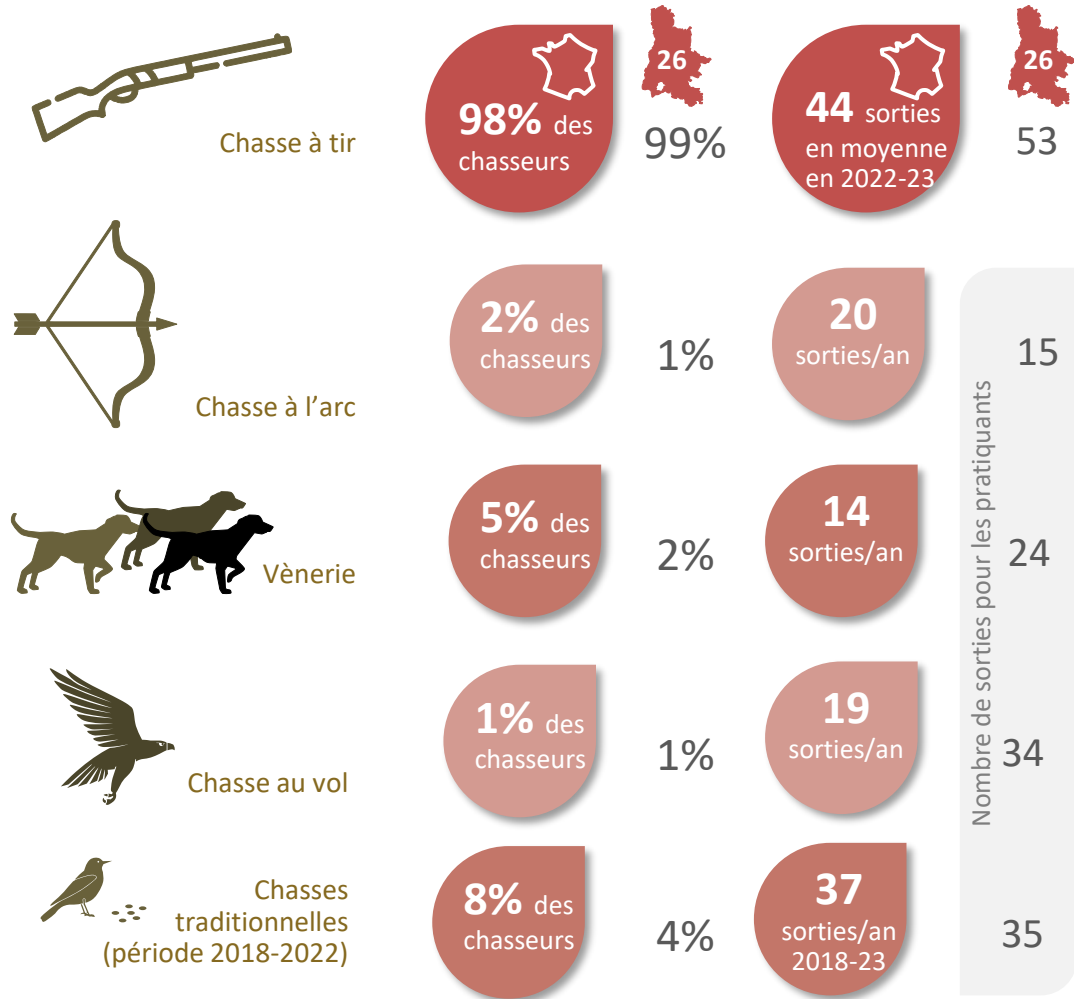 26
26
98% des
chasseurs
44 sorties
en moyenne
en 2022-23
Chasse à tir
99%
53
2% des
chasseurs
20
sorties/an
1%
15
Chasse à l'arc
5% des
chasseurs
14
sorties/an
2%
24
Vènerie
1% des
chasseurs
19
sorties/an
1%
34
Chasse au vol
8% des
chasseurs
37
sorties/an
2018-23
Chasses
traditionnelles
(période 2018-2022)
4%
35
Nombre de sorties pour les pratiquants